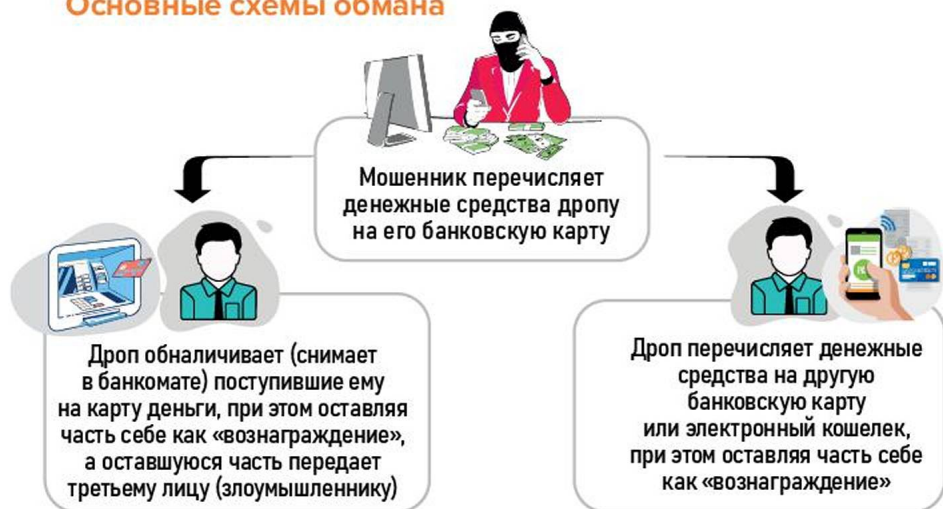 Основные схемы обмана
Мошенник перечисляет
денежные средства дропу
на его банковскую карту
Дроп обналичивает (снимает
в банкомате) поступившие ему
на карту деньги, при этом оставляя
часть себе как «вознаграждение»,
а оставшуюся часть передает
третьему лицу (злоумышленнику)
Дроп перечисляет денежные
средства на другую
банковскую карту
или электронный кошелек,
при этом оставляя часть себе
как «вознаграждение»